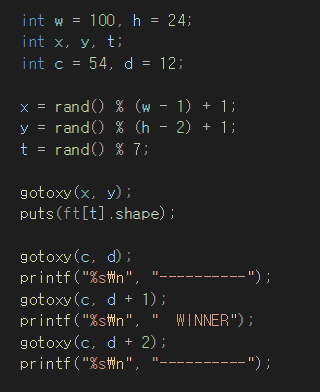 int w = 100, h = 24;
int x, y, t;
int c = 54, d = 12;
x = rand() % (w - 1) + 1;
y = rand() % (h - 2) + 1;
t = rand() % 7;
gotoxy(x, y);
puts(ft[t].shape);
gotoxy(c, d);
printf("%s₩n", "----------");
gotoxy(c, d + 1);
printf("%s₩n", "  WINNER");
gotoxy(c, d + 2);
printf("%s₩n", "----------");